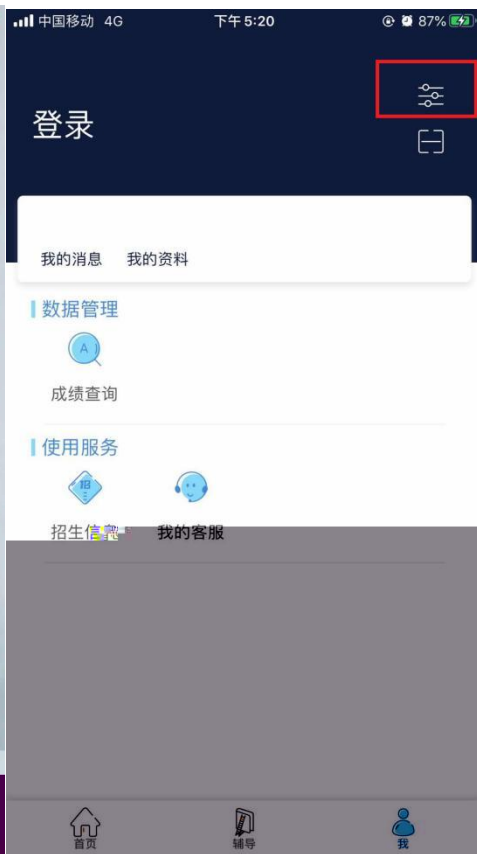 中国移动 4G 下午5:20 87%
登录
我的消息 我的资料
数据管理
A
成绩查询
使用服务
招生信息 我的客服
首页 辅导 我